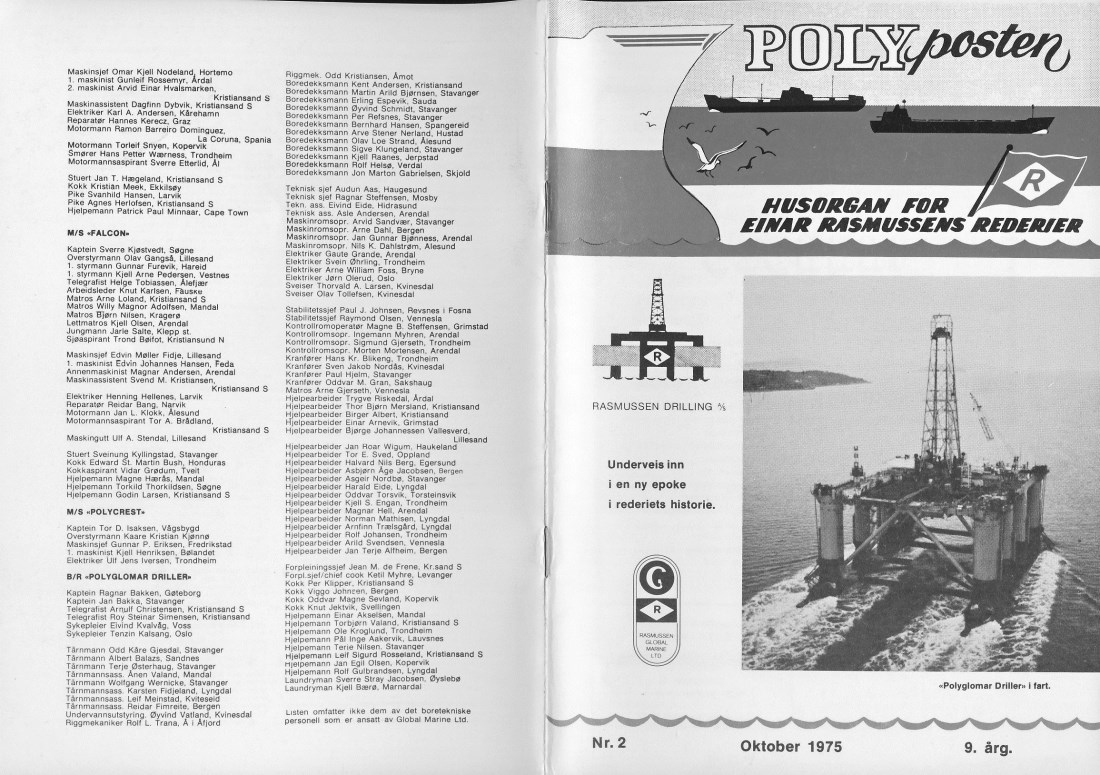 Maskinsjef Omar Kjell Nodeland, Hortemo
1. maskinist Gunleif Rossemyr, Årdal
2. maskinist Arvid Einar Hvalsmarken,
Kristiansand S
Maskinassistent Dagfinn Dybvik, Kristiansand S
Elektriker Karl A. Andersen, Kårehamn
Reparatør Hannes Kerecz, Graz
Motormann Ramon Barreiro Dominguez,
La Coruna, Spania
Motormann Torleif Snyen, Kopervik
Smører Hans Petter Wærness, Trondheim
Motormannsaspirant Sverre Etterlid, Ål
Stuert Jan T. Hægeland, Kristiansand S
Kokk Kristian Meek, Ekkilsøy
Pike Svanhild Hansen, Larvik
Pike Agnes Herlofsen, Kristiansand S
Hjelpemann Patrick Paul Minnaar, Cape Town
M/S «FALCON»
Kaptein Sverre Kjøstvedt, Søgne
Overstyrmann Olav Gangså, Lillesand
1. styrmann Gunnar Furevik, Hareid
1. styrmann Kjell Arne Pedersen, Vestnes
Telegrafist Helge Tobiassen, Ålefjær
Arbeidsleder Knut Karlsen, Fauske
Matros Arne Loland, Kristiansand S
Matros Willy Magnor Adolfsen, Mandal
Matros Bjørn Nilsen, Kragerø
Lettmatros Kjell Olsen, Arendal
Jungmann Jarle Salte, Klepp st.
Sjøaspirant Trond Bøifot, Kristiansund N
Maskinsjef Edvin Møller Fidje, Lillesand
1. maskinist Edvin Johannes Hansen, Feda
Annenmaskinist Magnar Andersen, Arendal
Maskinassistent Svend M. Kristiansen,
Kristiansand S
Elektriker Henning Hellenes, Larvik
Reparatør Reidar Bang, Narvik
Motormann Jan L. Klokk, Ålesund
Motormannsaspirant Tor A. Brådland,
Kristiansand S
Maskingutt Ulf A. Stendal, Lillesand
Stuert Sveinung Kyllingstad, Stavanger
Kokk Edward St. Martin Bush, Honduras
Kokkaspirant Vidar Grødum, Tveit
Hjelpemann Magne Hærås, Mandal
Hjelpemann Torkild Thorkildsen, Søgne
Hjelpemann Godin Larsen, Kristiansand S
M/S «POLYCREST»
Kaptein Tor D. Isaksen, Vågsbygd
Overstyrmann Kaare Kristian Kjønnø
Maskinsjef Gunnar P. Eriksen, Fredrikstad
1. maskinist Kjell Henriksen, Bølandet
Elektriker Ulf Jens Iversen, Trondheim
B/R «POLYGLOMAR DRILLER»
Kaptein Ragnar Bakken, Gøteborg
Kaptein Jan Bakka, Stavanger
Telegrafist Arnulf Christensen, Kristiansand S
Telegrafist Roy Steinar Simensen, Kristiansand
Sykepleier Eivind Kvalvåg, Voss
Sykepleier Tenzin Kalsang, Oslo
Tårnmann Odd Kåre Gjesdal, Stavanger
Tårnmann Albert Balazs, Sandnes
Tårnmann Terje Østerhaug, Stavanger
Tårnmannsass. Ånen Valand, Mandal
Tårnmann Wolfgang Wernicke, Stavanger
Tårnmannsass. Karsten Fidjeland, Lyngdal
Tårnmannsass. Leif Meinstad, Kviteseid
Tårnmannsass. Reidar Fimreite, Bergen
Undervannsutstyring. Øyvind Vatland, Kvinesdal
Riggmekaniker Rolf L. Trana, Å i Åfjord
Riggmek. Odd Kristiansen, Åmot
Boredekksmann Kent Andersen, Kristiansand
Boredekksmann Martin Arild Bjørnsen, Stavanger
Boredekksmann Erling Espevik, Sauda
Boredekksmann Øyvind Schmidt, Stavanger
Boredekksmann Per Refsnes, Stavanger
Boredekksmann Bernhard Hansen, Spangereid
Boredekksmann Arve Stener Nerland, Hustad
Boredekksmann Olav Loe Strand, Ålesund
Boredekksmann Sigve Klungeland, Stavanger
Boredekksmann Kjell Raanes, Jerpstad
Boredekksmann Rolf Helsø, Verdal
Boredekksmann Jon Marton Gabrielsen, Skjold
Teknisk sjef Audun Aas, Haugesund
Teknisk sjef Ragnar Steffensen, Mosby
Tekn. ass. Eivind Eide, Hidrasund
Teknisk ass. Asle Andersen, Arendal
Maskinromsopr. Arvid Sandvær, Stavanger
Maskinromsopr. Arne Dahl, Bergen
Maskinromsopr. Jan Gunnar Bjønness, Arendal
Maskinromsopr. Nils K. Dahlstrøm, Alesund
Elektriker Gaute Grande, Arendal
Elektriker Svein Øhrling, Trondheim
Elektriker Arne William Foss, Bryne
Elektriker Jørn Olerud, Oslo
Sveiser Thorvald A. Larsen, Kvinesdal
Sveiser Olav Tollefsen, Kvinesdal
Stabilitetssjef Paul J. Johnsen, Revsnes i Fosna
Stabilitetssjef Raymond Olsen, Vennesla
Kontrollromoperatør Magne B. Steffensen, Grimstad
Kontrollromsopr. Ingemann Myhren, Arendal
Kontrollromsopr. Sigmund Gjerseth, Trondheim
Kontrollromsopr. Morten Mortensen, Arendal
Kranfører Hans Kr. Blikeng, Trondheim
Kranfører Sven Jakob Nordås, Kvinesdal
Kranfører Paul Hjelm, Stavanger
Kranfører Oddvar M. Gran, Sakshaug
Matros Arne Gjerseth, Vennesla
Hjelpearbeider Trygve Riskedal, Årdal
Hjelpearbeider Thor Bjørn Mersland, Kristiansand
Hjelpearbeider Birger Albert, Kristiansand
Hjelpearbeider Einar Arnevik, Grimstad
Hjelpearbeider Bjørge Johannessen Vallesverd,
Lillesand
Hjelpearbeider Jan Roar Wigum, Haukeland
Hjelpearbeider Tor E. Sved, Oppland
Hjelpearbeider Halvard Nils Berg, Egersund
Hjelpearbeider Asbjørn Åge Jacobsen, Bergen
Hjelpearbeider Asgeir Nordbø, Stavanger
Hjelpearbeider Harald Eide, Lyngdal
Hjelpearbeider Oddvar Torsvik, Torsteinsvik
Hjelpearbeider Kjell S. Engan, Trondheim
Hjelpearbeider Magnar Hell, Arendal
Hjelpearbeider Norman Mathisen, Lyngdal
Hjelpearbeider Arnfinn Trælsgård, Lyngdal
Hjelpearbeider Rolf Johansen, Trondheim
Hjelpearbeider Arild Svendsen, Vennesla
Hjelpearbeider Jan Terje Alfheim, Bergen
Forpleiningssjef Jean M. de Frene, Kr.sand S
Forpl.sjef/chief cook Ketil Myhre, Levanger
Kokk Per Klipper, Kristiansand S
Kokk Viggo Johnsen, Bergen
Kokk Oddvar Magne Sevland, Kopervik
Kokk Knut Jektvik, Svellingen
Hjelpemann Einar Akselsen, Mandal
Hjelpemann Torbjørn Valand, Kristiansand S
Hjelpemann Ole Kroglund, Trondheim
Hjelpemann Pål Inge Aakervik, Lauvsnes
Hjelpemann Terje Nilsen, Stavanger
Hjelpemann Leif Sigurd Rosseland, Kristiansand S
Hjelpemann Jan Egil Olsen, Kopervik
Hjelpemann Rolf Gulbrandsen, Lyngdal
Laundryman Sverre Stray Jacobsen, Øyslebø
Laundryman Kjell Bærø, Marnardal
Listen omfatter ikke dem av det boretekniske
personell som er ansatt av Global Marine Ltd.
POLYposten
R
HUSORGAN FOR
EINAR RASMUSSENS REDERIER
R
RASMUSSEN DRILLING A/S
Underveis inn
i en ny epoke
i rederiets historie.
G
R
RASMUSSEN
GLOBAL
MARINE
LTD
«Polyglomar Driller» i fart.
Nr. 2
Oktober 1975
9. årg.